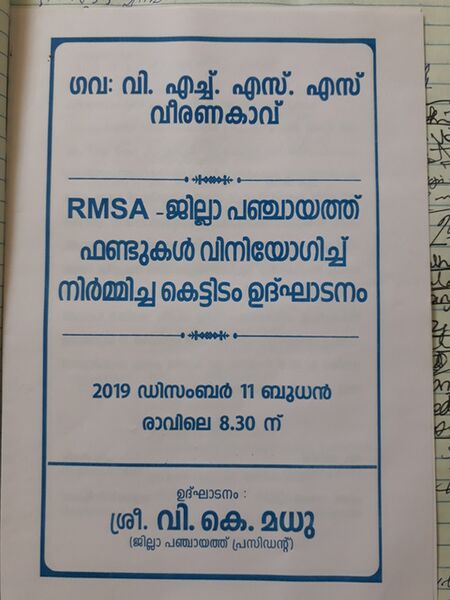 ഗവ: വി. എച്ച്. എസ്. എസ്
വീരണകാവ്
RMSA -ജില്ലാ പഞ്ചായത്ത്
ഫണ്ടുകൾ വിനിയോഗിച്ച്
നിർമ്മിച്ച കെട്ടിടം ഉദ്ഘാടനം
2019 ഡിസംബർ 11 ബുധൻ
രാവിലെ 8.30 ന്
ഉദ്ഘാടനം :
ശ്രീ. വി. കെ. മധു
(ജില്ലാ പഞ്ചായത്ത് പ്രസിഡന്റ്)